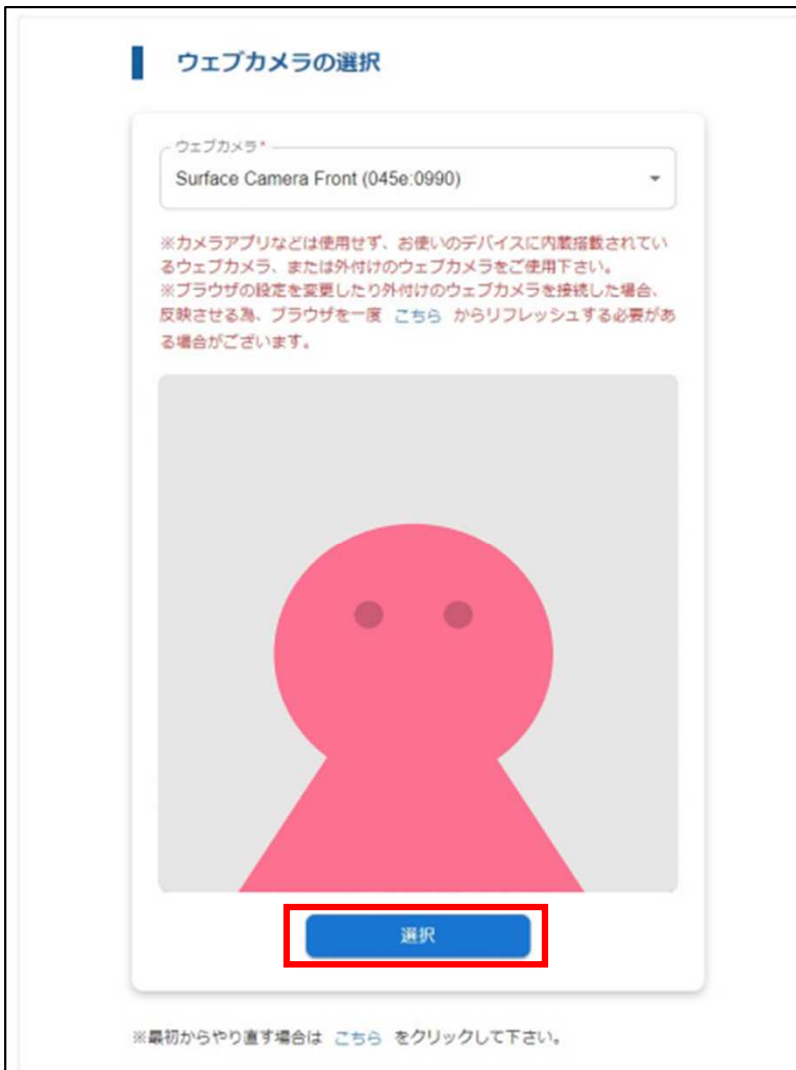 ウェブカメラの選択
ウェブカメラ*
Surface Camera Front (045e:0990)
※カメラアプリなどは使用せず、お使いのデバイスに内蔵搭載されてい
るウェブカメラ、または外付けのウェブカメラをご使用下さい。
※ブラウザの設定を変更したり外付けのウェブカメラを接続した場合、
反映させる為、ブラウザを一度 こちら からリフレッシュする必要があ
る場合がございます。
選択
※最初からやり直す場合は こちら をクリックして下さい。